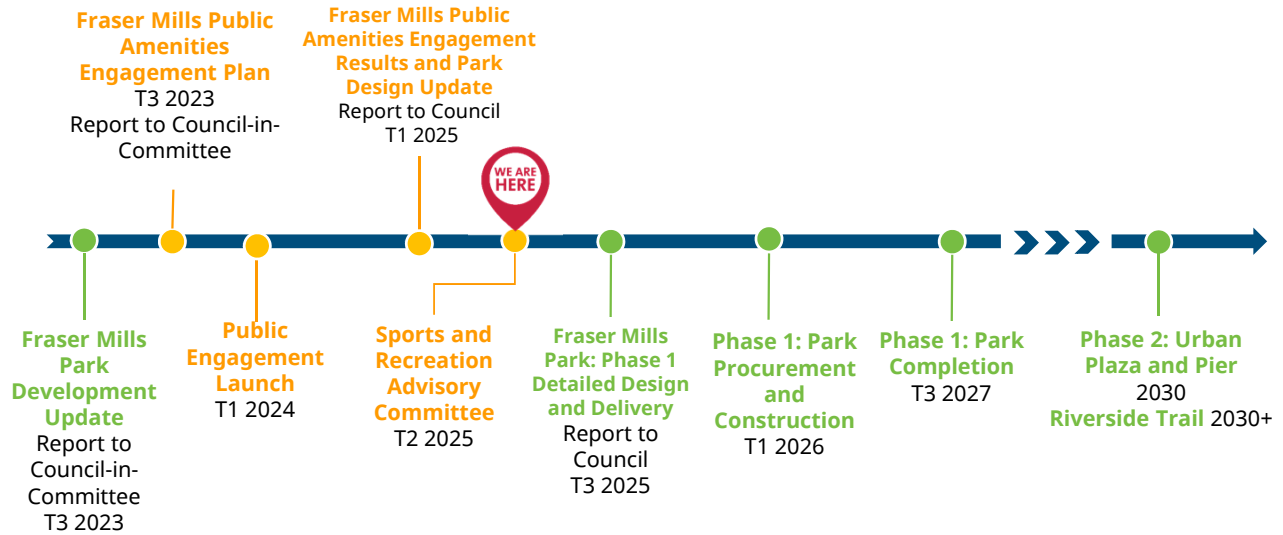 Fraser Mills Public
Amenities
Engagement Plan
T3 2023
Report to Council-in-
Committee
Fraser Mills Public
Amenities Engagement
Results and Park
Design Update
Report to Council
T1 2025
WE ARE
HERE
Fraser Mills
Park
Development
Update
Report to
Council-in-
Committee
T3 2023
Public
Engagement
Launch
T1 2024
Sports and
Recreation
Advisory
Committee
T2 2025
Fraser Mills
Park: Phase 1
Detailed Design
and Delivery
Report to
Council
T3 2025
Phase 1: Park
Procurement
and
Construction
T1 2026
Phase 1: Park
Completion
T3 2027
Phase 2: Urban
Plaza and Pier
2030
Riverside Trail 2030+